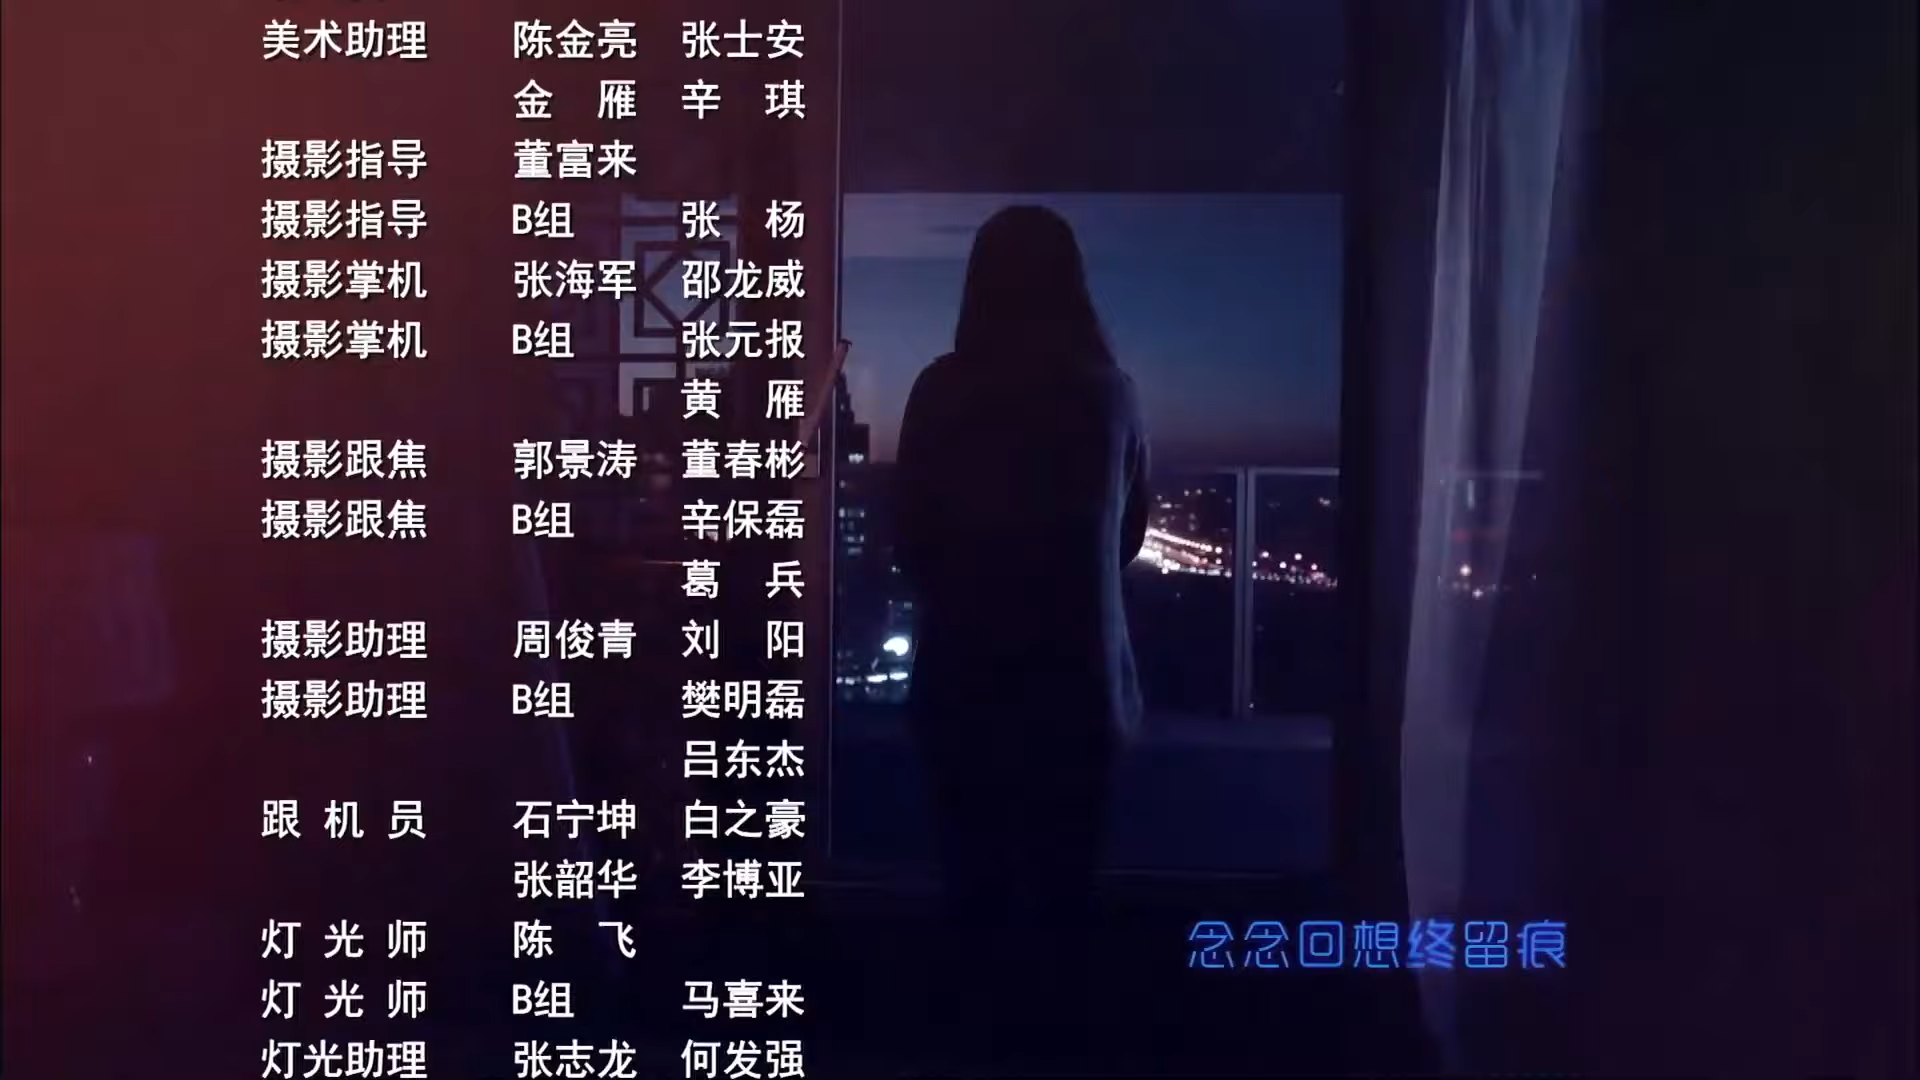 美术助理 陈金亮 张士安
金 雁 辛 琪
摄影指导 董富来
摄影指导 B组 张 杨
摄影掌机 张海军 邵龙威
摄影掌机 B组 张元报
黄 雁
摄影跟焦 郭景涛 董春彬
摄影跟焦 B组 辛保磊
葛 兵
摄影助理 周俊青 刘 阳
摄影助理 B组 樊明磊
吕东杰
跟机员 石宁坤 白之豪
张韶华 李博亚
灯光师 陈 飞
灯光师 B组 马喜来
灯光助理 张志龙 何发强
念念回想终留痕